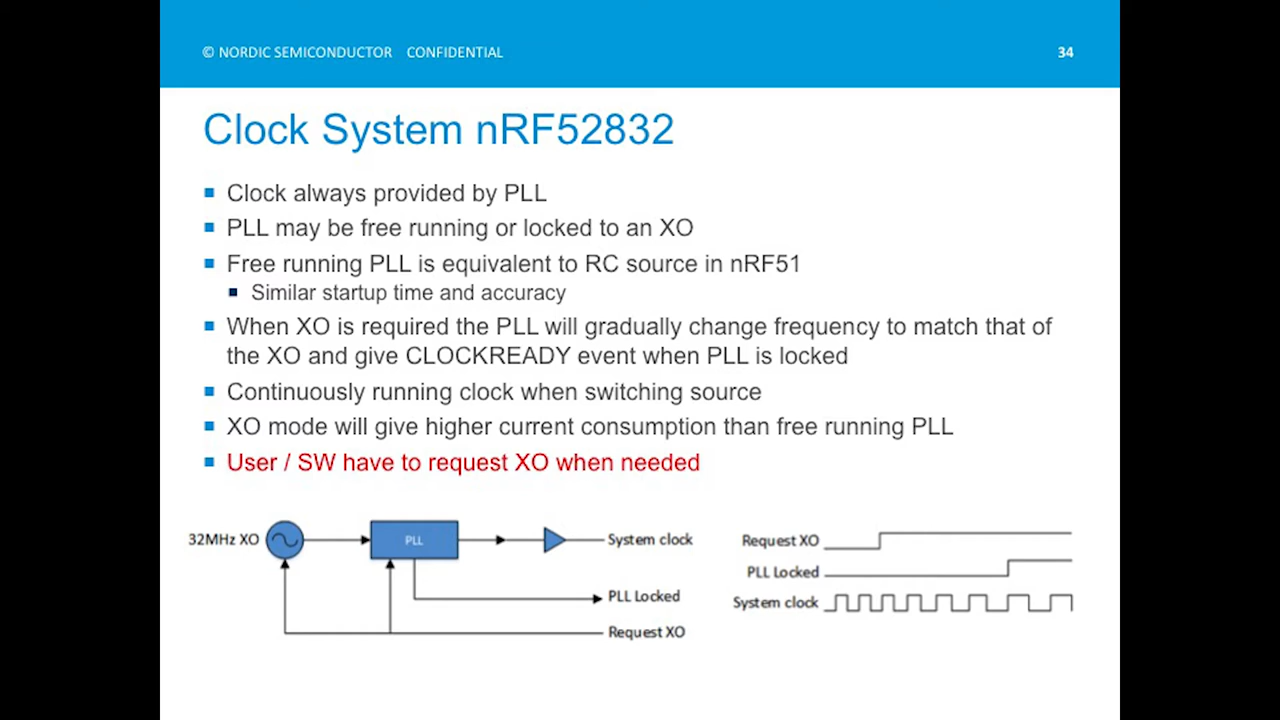 © NORDIC SEMICONDUCTOR CONFIDENTIAL 34
Clock System nRF52832
Clock always provided by PLL
PLL may be free running or locked to an XO
Free running PLL is equivalent to RC source in nRF51
Similar startup time and accuracy
When XO is required the PLL will gradually change frequency to match that of
the XO and give CLOCKREADY event when PLL is locked
Continuously running clock when switching source
XO mode will give higher current consumption than free running PLL
User / SW have to request XO when needed
32MHz XO PLL System clock
PLL Locked
Request XO
Request XO
PLL Locked
System clock